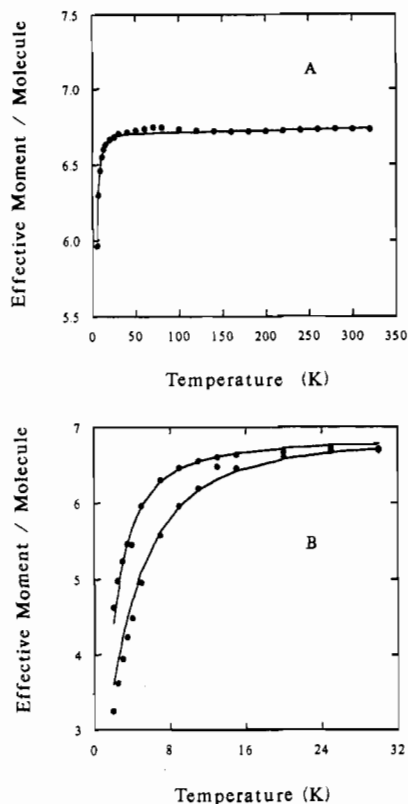 7.5
A
7.0
6.5
6.0
5.5
0 50 100 150 200 250 300 350
Effective Moment / Molecule
Temperature (K)
7
B
6
5
4
3
0 8 16 24 32
Effective Moment / Molecule
Temperature (K)